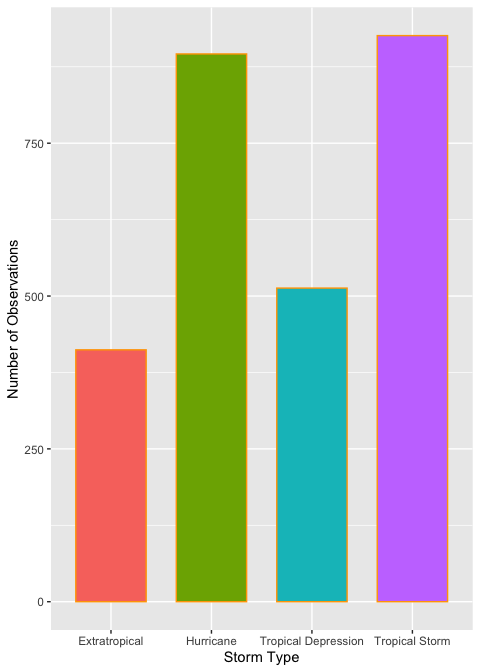 750
500
250
0
Number of Observations
Extratropical
Hurricane
Tropical Depression
Tropical Storm
Storm Type